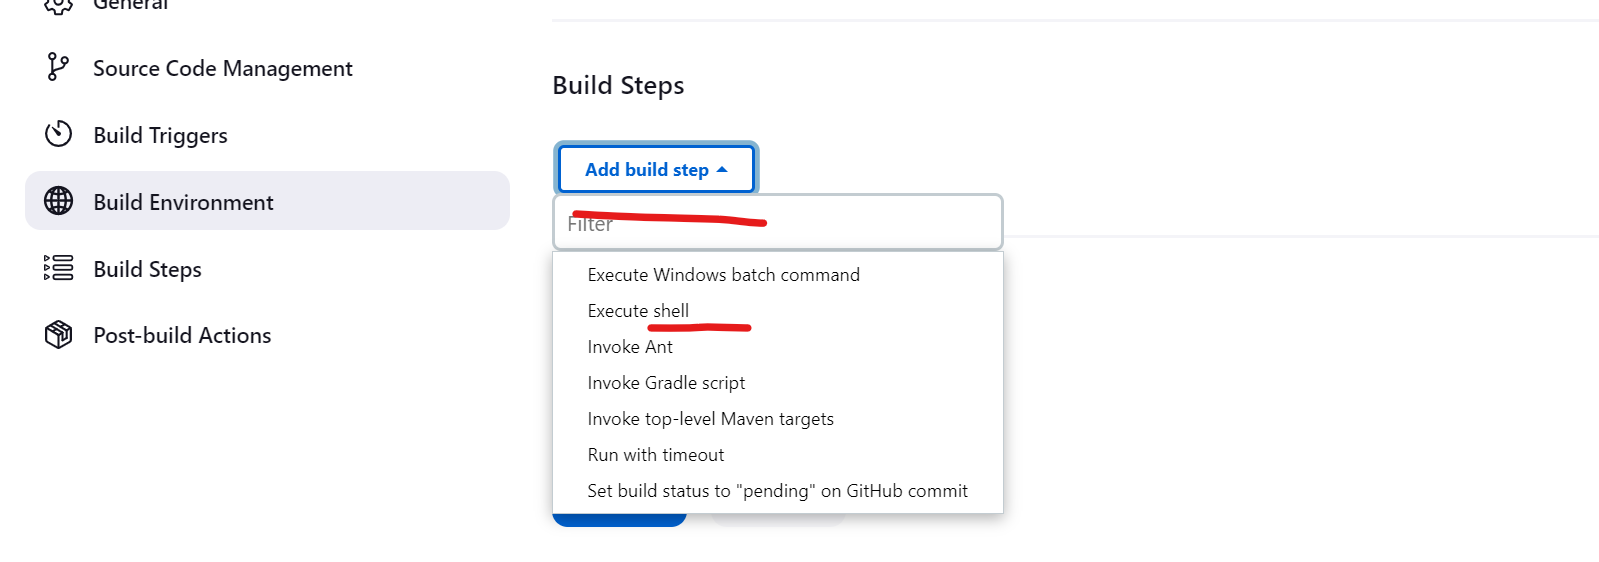 General
Source Code Management
Build Triggers
Build Environment
Build Steps
Post-build Actions
Build Steps
Add build step
Filter
Execute Windows batch command
Execute shell
Invoke Ant
Invoke Gradle script
Invoke top-level Maven targets
Run with timeout
Set build status to "pending" on GitHub commit